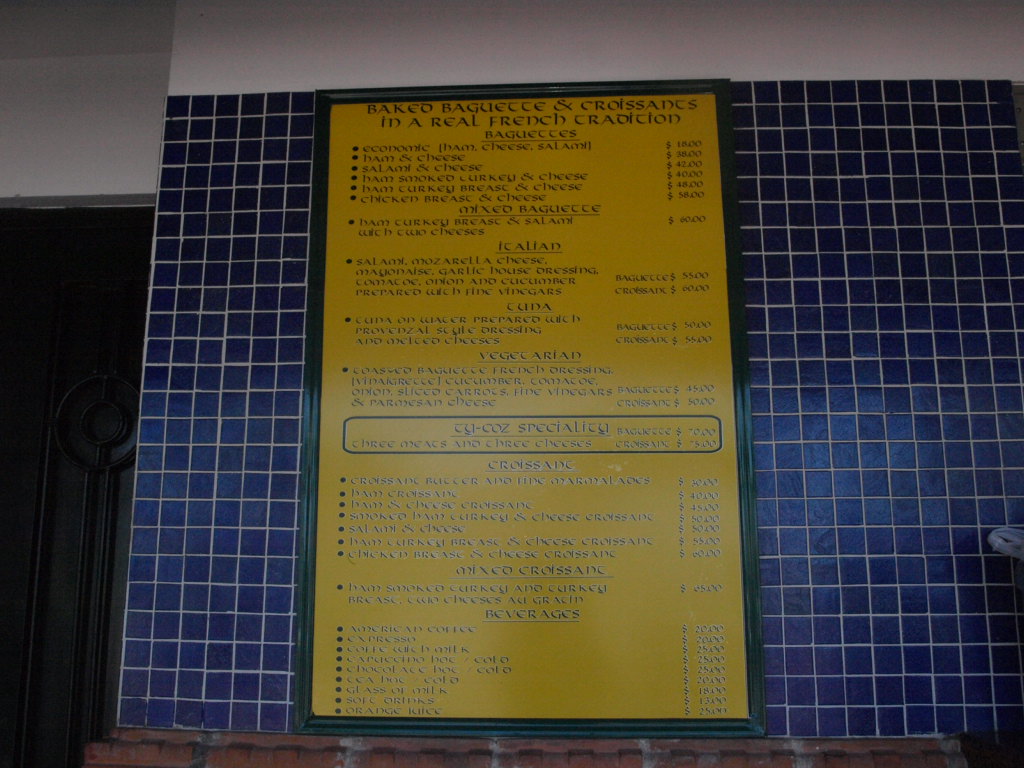 BAKED BAGUETTE & CROISSANTS
IN A REAL FRENCH TRADITION
BAGUETTES
• ECONOMIC [HAM, CHEESE, SALAMI] $ 18.00
• HAM & CHEESE $ 38.00
• SALAMI & CHEESE $ 42.00
• HAM SMOKED TURKEY & CHEESE $ 40.00
• HAM TURKEY BREAST & CHEESE $ 48.00
• CHICKEN BREAST & CHEESE $ 58.00
MIXED BAGUETTE
• HAM TURKEY BREAST & SALAMI $ 60.00
WITH TWO CHEESES
ITALIAN
• SALAMI, MOZARELLA CHEESE,
MAYONAISE, GARLIC HOUSE DRESSING,
TOMATOE, ONION AND CUCUMBER BAGUETTE $ 55.00
PREPARED WITH FINE VINEGARS CROISSANT $ 60.00
TUNA
• TUNA ON WATER PREPARED WITH
PROVENZAL STYLE DRESSING BAGUETTE $ 50.00
AND MELTED CHEESES CROISSANT $ 55.00
VEGETARIAN
• TOASSED BAGUETTE FRENCH DRESSING,
[VINAIGRETTE] CUCUMBER, TOMATOE,
ONION, SLICED CARROTS, FINE VINEGARS BAGUETTE $ 45.00
& PARMESAN CHEESE CROISSANT $ 50.00
TY-COZ SPECIALITY BAGUETTE $ 70.00
THREE MEATS AND THREE CHEESES CROISSANT $ 75.00
CROISSANT
• CROISSANT BUTTER AND FINE MARMALADES $ 30.00
• HAM CROISSANT $ 40.00
• HAM & CHEESE CROISSANT $ 45.00
• SMOKED HAM TURKEY & CHEESE CROISSANT $ 50.00
• SALAMI & CHEESE $ 50.00
• HAM TURKEY BREAST & CHEESE CROISSANT $ 55.00
• CHICKEN BREAST & CHEESE CROISSANT $ 60.00
MIXED CROISSANT
• HAM SMOKED TURKEY AND TURKEY $ 65.00
BREAST, TWO CHEESES AU GRATIN
BEVERAGES
• AMERICAN COFFEE $ 20.00
• EXPRESSO $ 20.00
• COFFE WITH MILK $ 25.00
• CAPUCCINO HOT / COLD $ 25.00
• CHOCOLATE HOT / COLD $ 25.00
• TEA HOT / COLD $ 20.00
• GLASS OF MILK $ 18.00
• SOFT DRINKS $ 13.00
• ORANGE JUICE $ 25.00